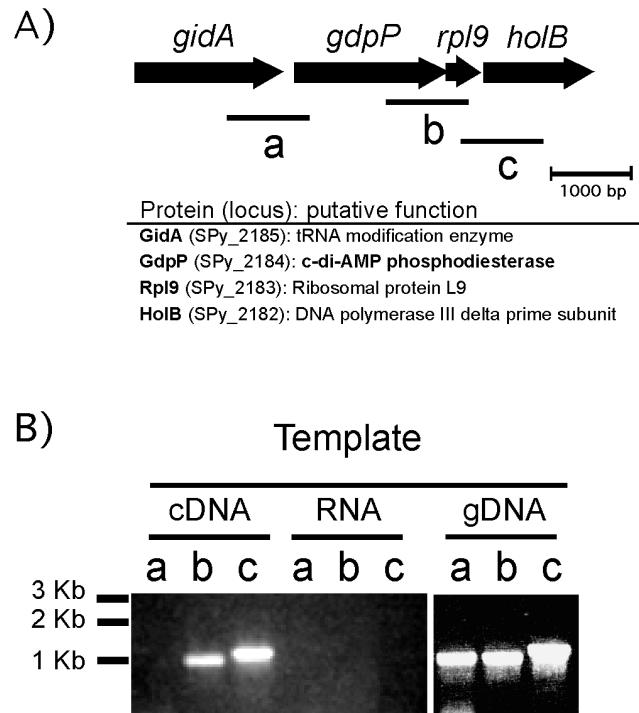 A)
gidA gdpP rpl9 holB
a
b
c
1000 bp
Protein (locus): putative function
GidA (SPy_2185): tRNA modification enzyme
GdpP (SPy_2184): c-di-AMP phosphodiesterase
Rpl9 (SPy_2183): Ribosomal protein L9
HolB (SPy_2182): DNA polymerase III delta prime subunit
B)
Template
cDNA RNA gDNA
a b c a b c a b c
3 Kb
2 Kb
1 Kb